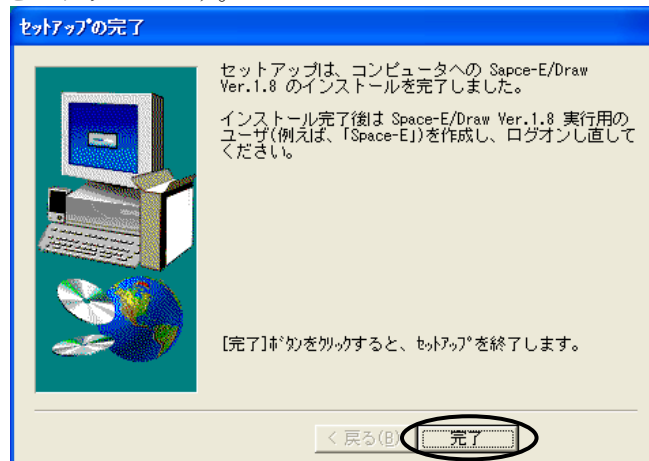 セットアップの完了
セットアップは、コンピュータへの Sapce-E/Draw
Ver.1.8 のインストールを完了しました。
インストール完了後は Space-E/Draw Ver.1.8 実行用の
ユーザ(例えば、「Space-E」)を作成し、ログオンし直して
ください。
[完了]ボタンをクリックすると、セットアップを終了します。
< 戻る(B)
完了